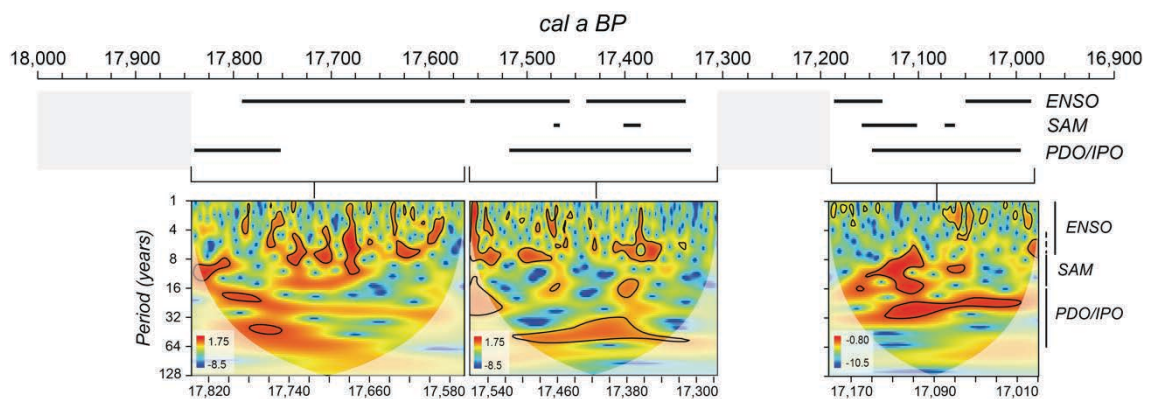 cal a BP
18,000 17,900 17,800 17,700 17,600 17,500 17,400 17,300 17,200 17,100 17,000 16,900
ENSO
SAM
PDO/IPO
Period (years)
1
4
8
16
32
64
128
1.75
-8.5
1.75
-8.5
-0.80
-10.5
ENSO
SAM
PDO/IPO
17,820 17,740 17,660 17,580 17,540 17,460 17,380 17,300 17,170 17,090 17,010